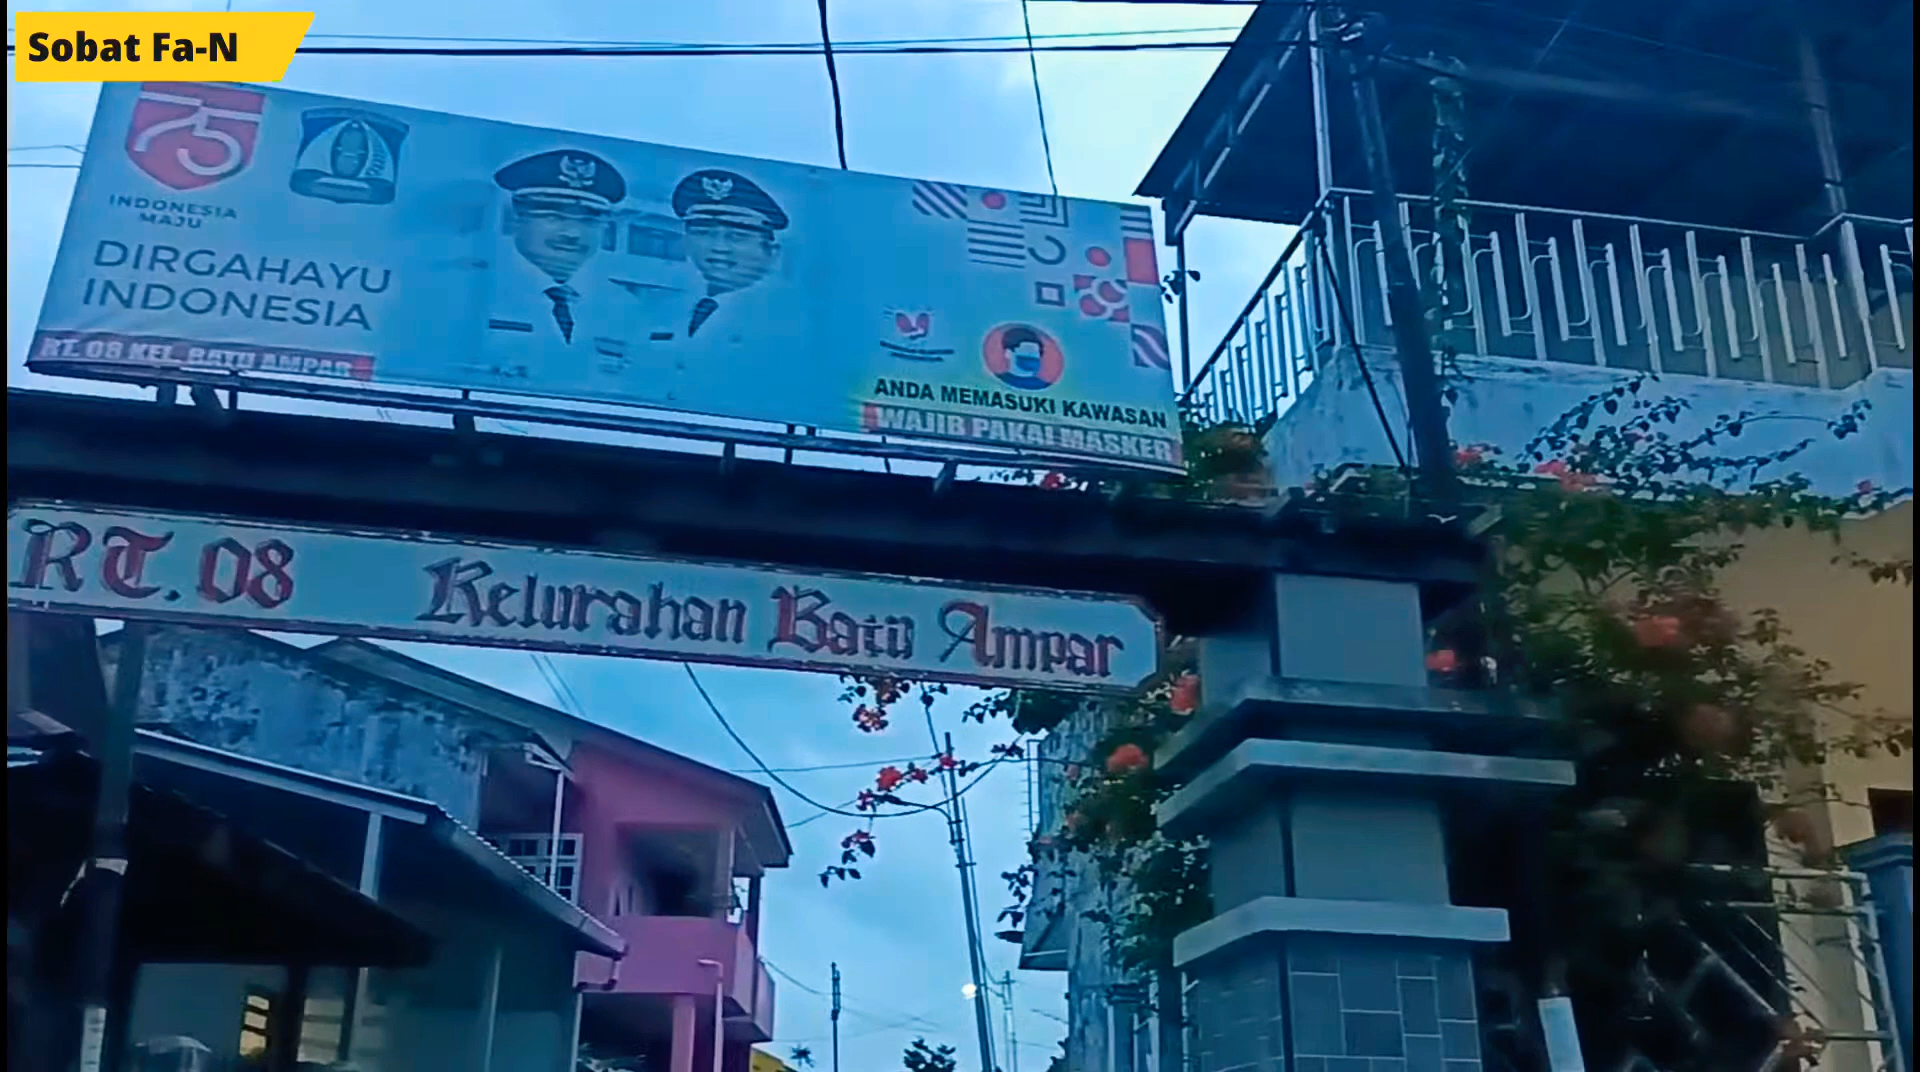 Sobat Fa-N
75
INDONESIA
MAJU
DIRGAHAYU
INDONESIA
RT. 08 KEL. BATU AMPAR
ANDA MEMASUKI KAWASAN
WAJIB PAKAI MASKER
RT. 08 Kelurahan Batu Ampar